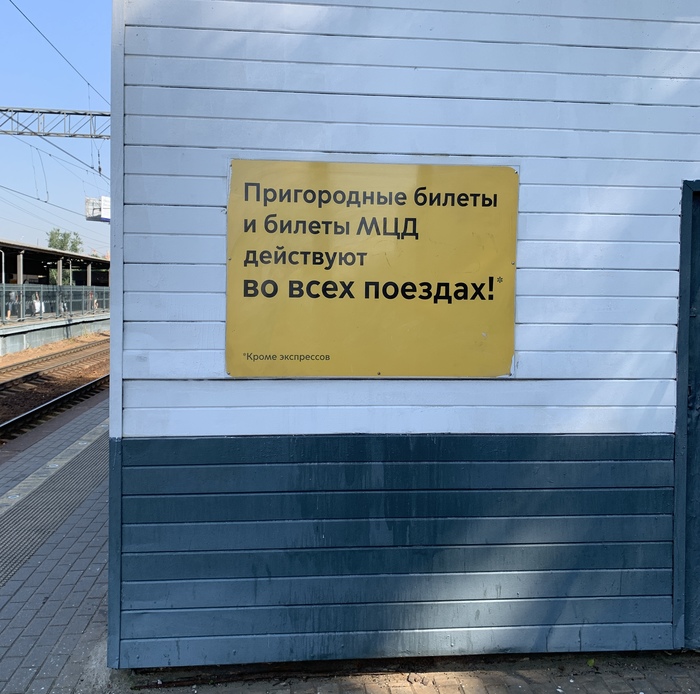 Пригородные билеты
и билеты МЦД
действуют
во всех поездах!*
*Кроме экспрессов